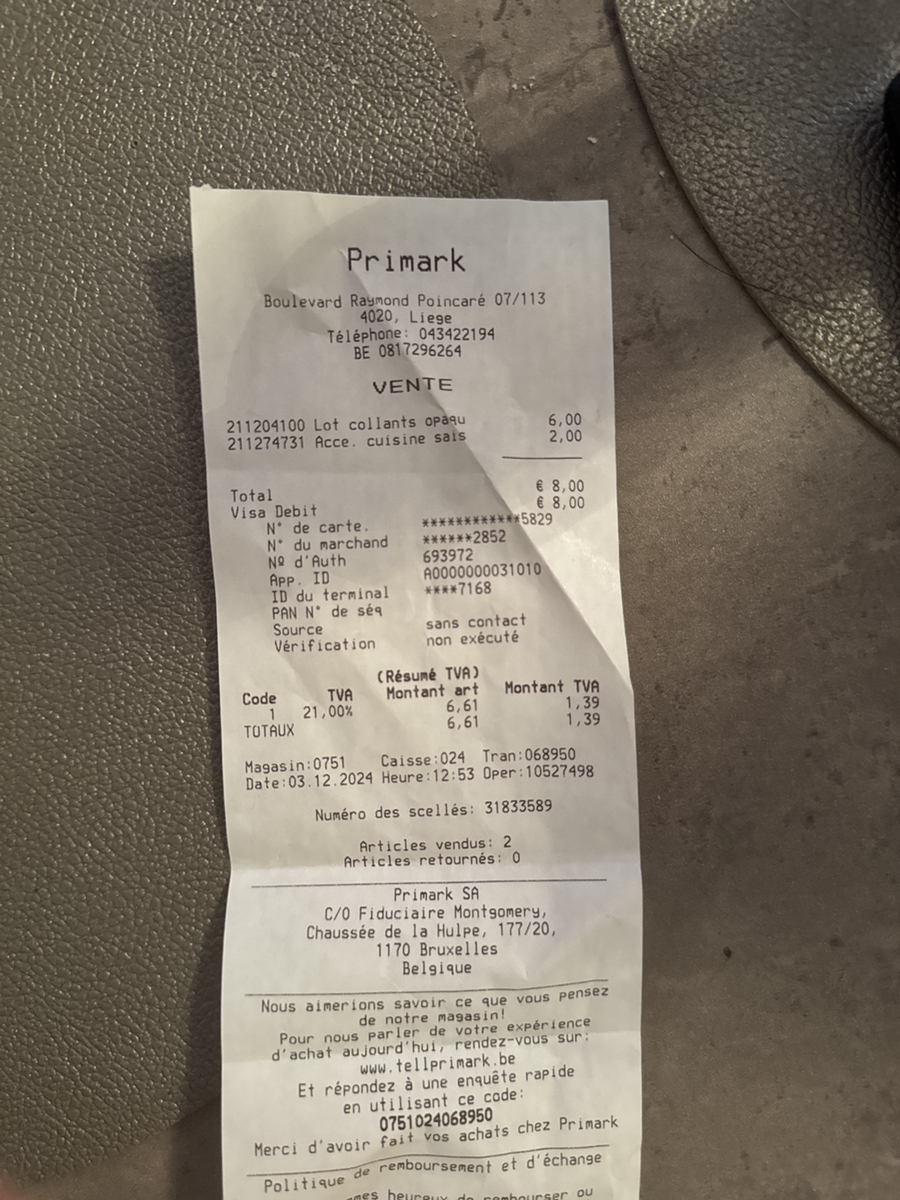 Primark
Boulevard Raymond Poincaré 07/113
4020, Liege
Téléphone: 043422194
BE 0817296264
VENTE
211204100 Lot collants opaqu 6,00
211274731 Acce. cuisine sais 2,00
Total € 8,00
Visa Debit € 8,00
N° de carte. ************5829
N° du marchand ******2852
Nº d'Auth 693972
App. ID A0000000031010
ID du terminal ****7168
PAN N° de séq
Source sans contact
Vérification non exécuté
(Résumé TVA)
Code TVA Montant art Montant TVA
1 21,00% 6,61 1,39
TOTAUX 6,61 1,39
Magasin:0751 Caisse:024 Tran:068950
Date:03.12.2024 Heure:12:53 Oper:10527498
Numéro des scellés: 31833589
Articles vendus: 2
Articles retournés: 0
Primark SA
C/O Fiduciaire Montgomery,
Chaussée de la Hulpe, 177/20,
1170 Bruxelles
Belgique
Nous aimerions savoir ce que vous pensez
de notre magasin!
Pour nous parler de votre expérience
d'achat aujourd'hui, rendez-vous sur:
www.tellprimark.be
Et répondez à une enquête rapide
en utilisant ce code:
0751024068950
Merci d'avoir fait vos achats chez Primark
Politique de remboursement et d'échange
heureux de rembourser ou